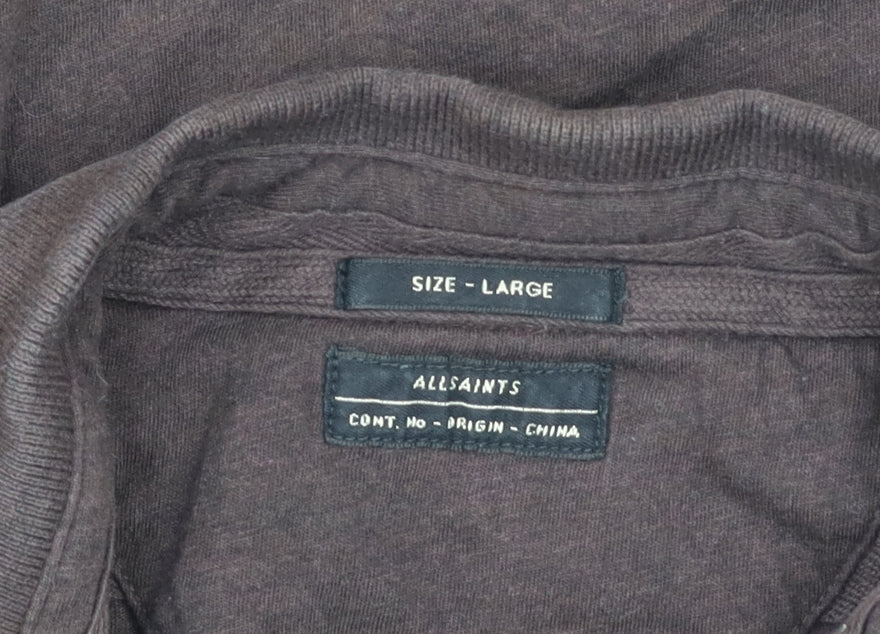 SIZE - LARGE
ALLSAINTS
CONT. No - ORIGIN - CHINA